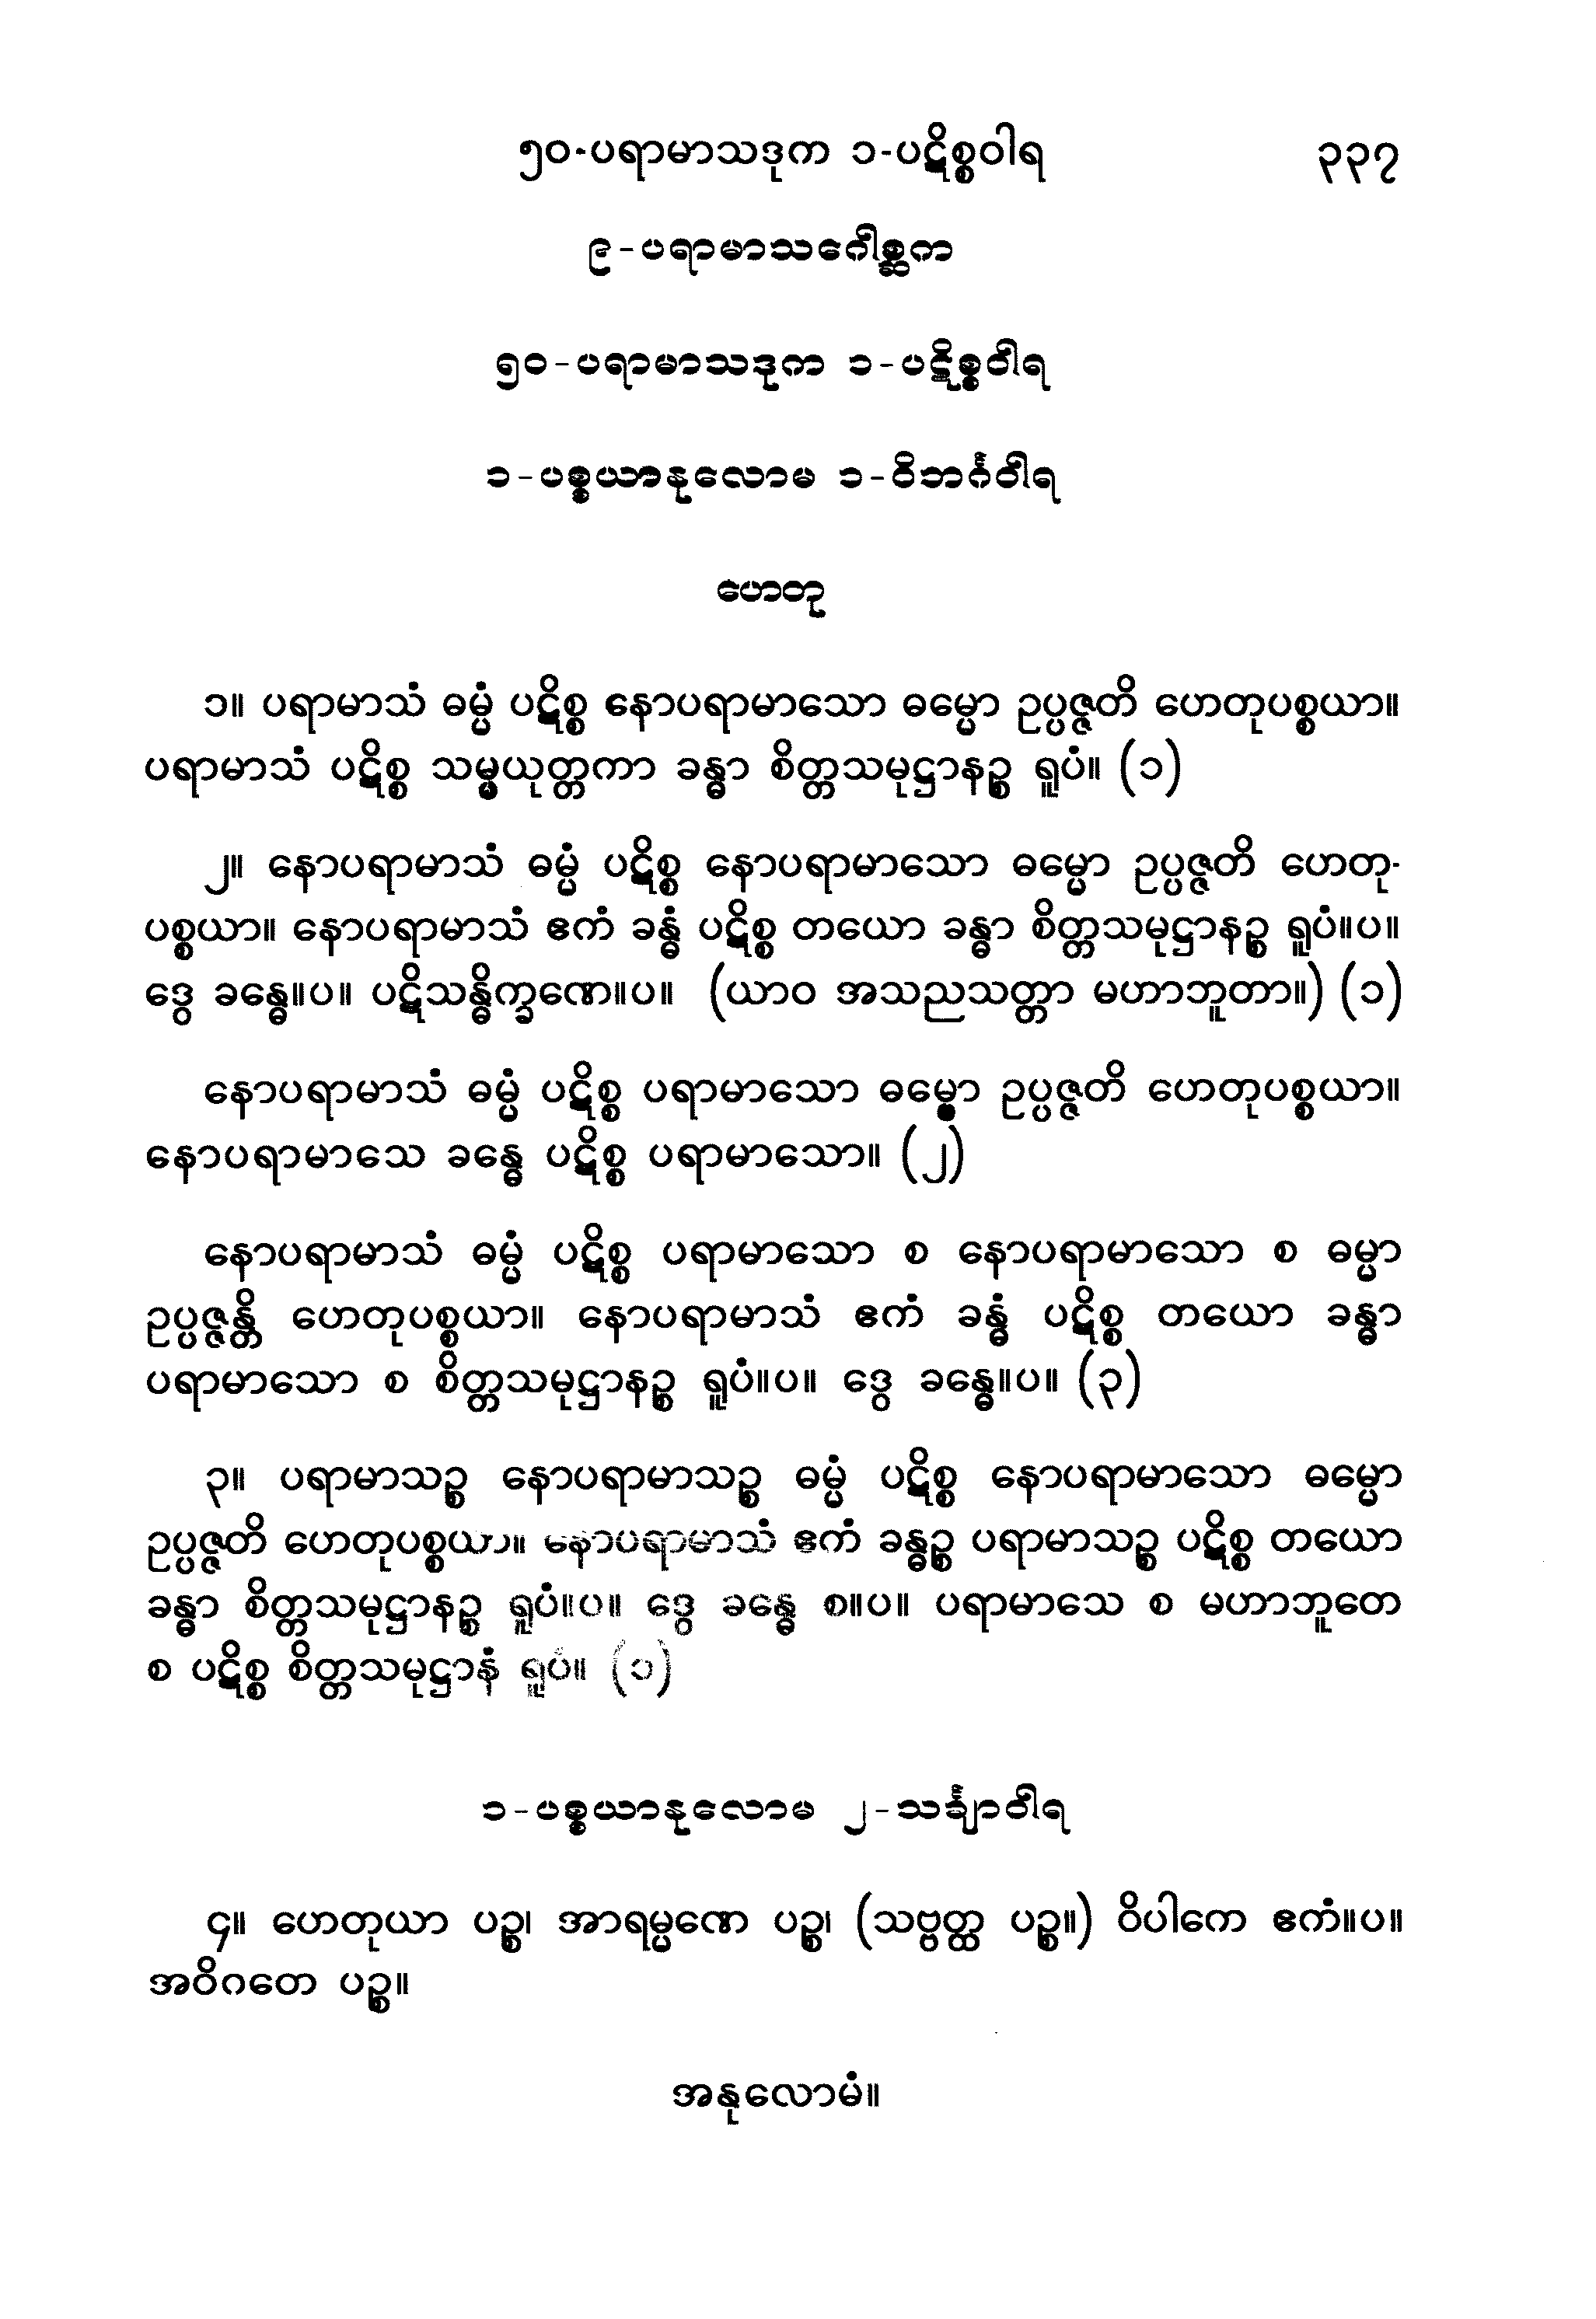 ၅၀-ပရာမာသဒုက ၁-ပဋိစ္စဝါရ ၃၃၇
၉-ပရာမာသဂေါစ္ဆက
၅၀-ပရာမာသဒုက ၁-ပဋိစ္စဝါရ
၁-ပစ္စယာနုလောမ ၁-ဝိဘင်္ဂဝါရ
ဟေတု
၁။ ပရာမာသံ ဓမ္မံ ပဋိစ္စ နောပရာမာသော ဓမ္မော ဥပ္ပဇ္ဇတိ ဟေတုပစ္စယာ။
ပရာမာသံ ပဋိစ္စ သမ္ပယုတ္တကာ ခန္ဓာ စိတ္တသမုဋ္ဌာနဉ္စ ရူပံ။ (၁)
၂။ နောပရာမာသံ ဓမ္မံ ပဋိစ္စ နောပရာမာသော ဓမ္မော ဥပ္ပဇ္ဇတိ ဟေတု-
ပစ္စယာ။ နောပရာမာသံ ဧကံ ခန္ဓံ ပဋိစ္စ တယော ခန္ဓာ စိတ္တသမုဋ္ဌာနဉ္စ ရူပံ။ပ။
ဒွေ ခန္ဓေ။ပ။ ပဋိသန္ဓိက္ခဏေ။ပ။ (ယာဝ အသညသတ္တာ မဟာဘူတာ။) (၁)
နောပရာမာသံ ဓမ္မံ ပဋိစ္စ ပရာမာသော ဓမ္မော ဥပ္ပဇ္ဇတိ ဟေတုပစ္စယာ။
နောပရာမာသေ ခန္ဓေ ပဋိစ္စ ပရာမာသော။ (၂)
နောပရာမာသံ ဓမ္မံ ပဋိစ္စ ပရာမာသော စ နောပရာမာသော စ ဓမ္မာ
ဥပ္ပဇ္ဇန္တိ ဟေတုပစ္စယာ။ နောပရာမာသံ ဧကံ ခန္ဓံ ပဋိစ္စ တယော ခန္ဓာ
ပရာမာသော စ စိတ္တသမုဋ္ဌာနဉ္စ ရူပံ။ပ။ ဒွေ ခန္ဓေ။ပ။ (၃)
၃။ ပရာမာသဉ္စ နောပရာမာသဉ္စ ဓမ္မံ ပဋိစ္စ နောပရာမာသော ဓမ္မော
ဥပ္ပဇ္ဇတိ ဟေတုပစ္စယာ။ နောပရာမာသံ ဧကံ ခန္ဓဉ္စ ပရာမာသဉ္စ ပဋိစ္စ တယော
ခန္ဓာ စိတ္တသမုဋ္ဌာနဉ္စ ရူပံ။ပ။ ဒွေ ခန္ဓေ စ။ပ။ ပရာမာသေ စ မဟာဘူတေ
စ ပဋိစ္စ စိတ္တသမုဋ္ဌာနံ ရူပံ။ (၁)
၁-ပစ္စယာနုလောမ ၂-သင်္ချာဝါရ
၄။ ဟေတုယာ ပဉ္စ၊ အာရမ္မဏေ ပဉ္စ၊ (သဗ္ဗတ္ထ ပဉ္စ။) ဝိပါကေ ဧကံ။ပ။
အဝိဂတေ ပဉ္စ။
အနုလောမံ။